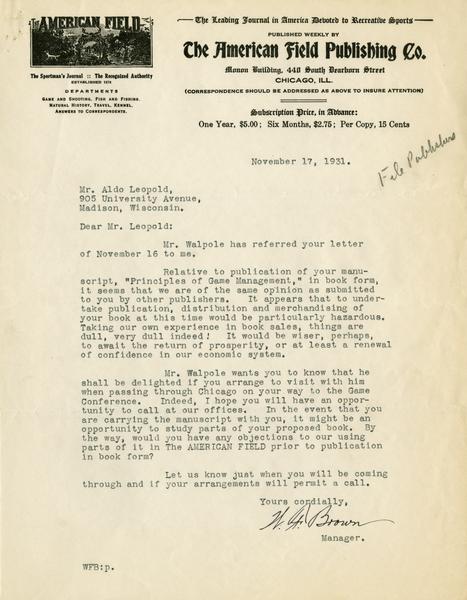 AMERICAN FIELD
The Sportsman's Journal :: The Recognized Authority
ESTABLISHED 1874
DEPARTMENTS
GAME AND SHOOTING, FISH AND FISHING,
NATURAL HISTORY, TRAVEL, KENNEL,
ANSWERS TO CORRESPONDENTS.
The Leading Journal in America Devoted to Recreative Sports
PUBLISHED WEEKLY BY
The American Field Publishing Co.
Monon Building, 440 South Dearborn Street
CHICAGO, ILL.
(CORRESPONDENCE SHOULD BE ADDRESSED AS ABOVE TO INSURE ATTENTION)
Subscription Price, in Advance:
One Year, $5.00; Six Months, $2.75; Per Copy, 15 Cents
File Publishers
November 17, 1931.
Mr. Aldo Leopold,
905 University Avenue,
Madison, Wisconsin.
Dear Mr. Leopold:
Mr. Walpole has referred your letter
of November 16 to me.
Relative to publication of your manu-
script, "Principles of Game Management," in book form,
it seems that we are of the same opinion as submitted
to you by other publishers. It appears that to under-
take publication, distribution and merchandising of
your book at this time would be particularly hazardous.
Taking our own experience in book sales, things are
dull, very dull indeed! It would be wiser, perhaps,
to await the return of prosperity, or at least a renewal
of confidence in our economic system.
Mr. Walpole wants you to know that he
shall be delighted if you arrange to visit with him
when passing through Chicago on your way to the Game
Conference. Indeed, I hope you will have an oppor-
tunity to call at our offices. In the event that you
are carrying the manuscript with you, it might be an
opportunity to study parts of your proposed book. By
the way, would you have any objections to our using
parts of it in The AMERICAN FIELD prior to publication
in book form?
Let us know just when you will be coming
through and if your arrangements will permit a call.
Yours cordially,
W. F. Brown
Manager.
WFB:p.